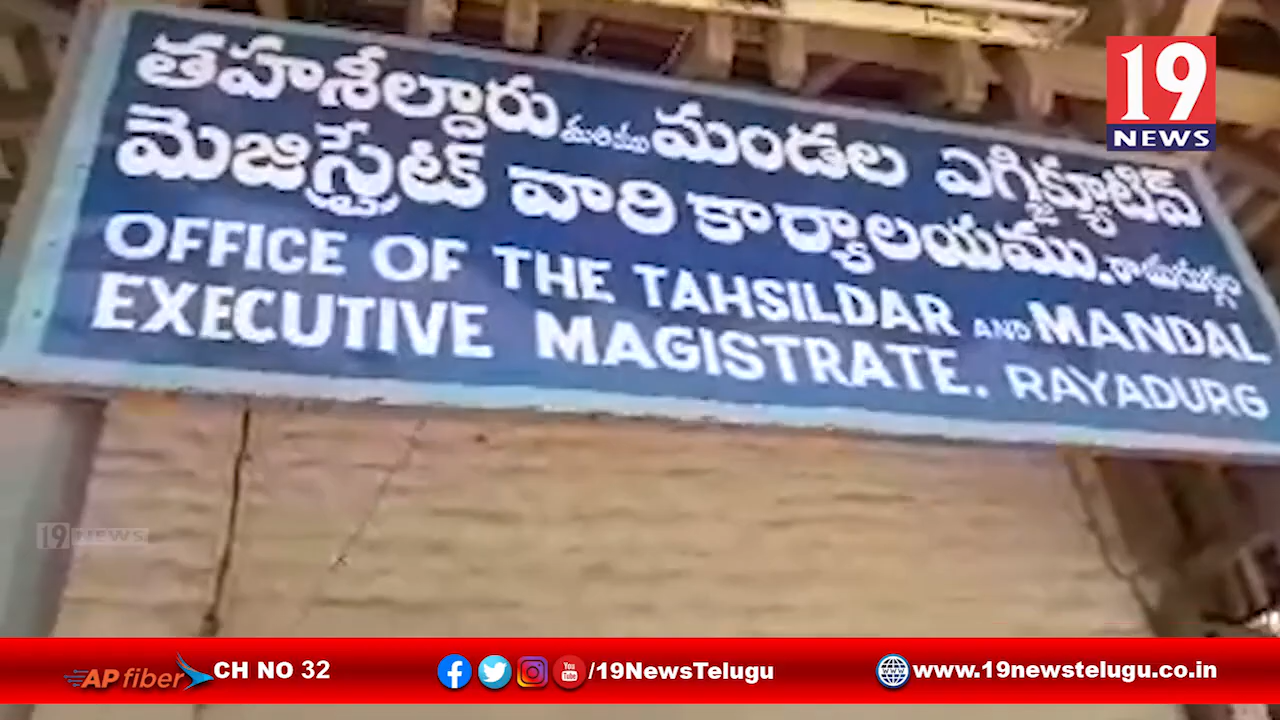 19
NEWS
తహశీల్దారు మరియు మండల ఎగ్జిక్యూటివ్
మెజిస్ట్రేట్ వారి కార్యాలయము. రాయదుర్గం
OFFICE OF THE TAHSILDAR AND MANDAL
EXECUTIVE MAGISTRATE. RAYADURG
19 NEWS
AP fiber CH NO 32 /19NewsTelugu www.19newstelugu.co.in